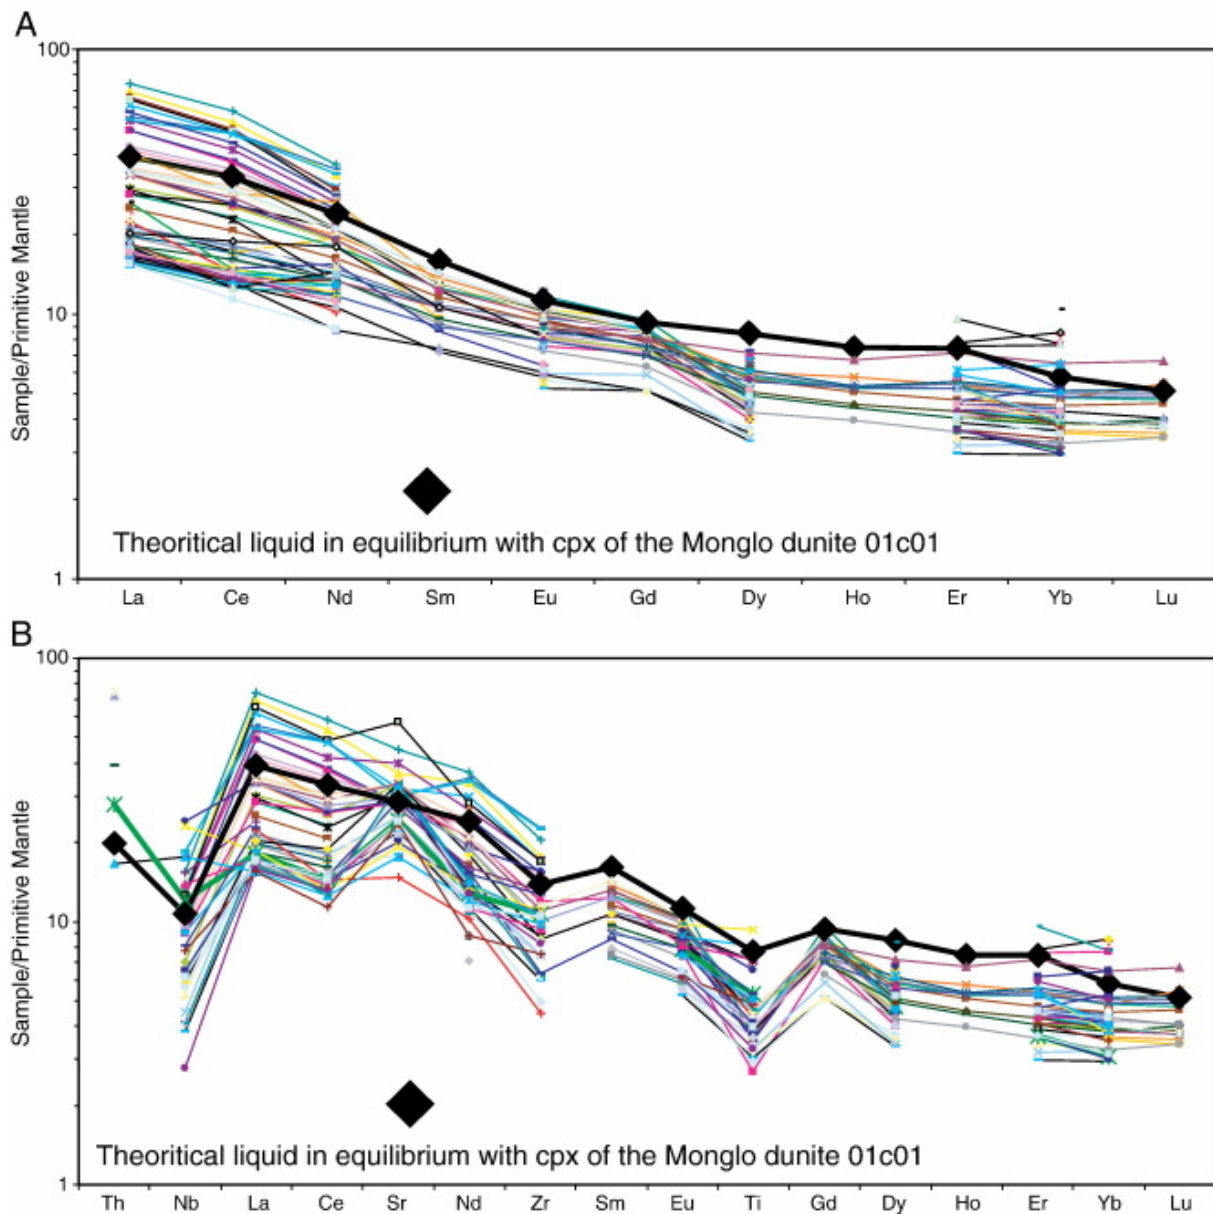 A
100
10
1
Sample/Primitive Mantle
Theoritical liquid in equilibrium with cpx of the Monglo dunite 01c01
La Ce Nd Sm Eu Gd Dy Ho Er Yb Lu
B
100
10
1
Sample/Primitive Mantle
Theoritical liquid in equilibrium with cpx of the Monglo dunite 01c01
Th Nb La Ce Sr Nd Zr Sm Eu Ti Gd Dy Ho Er Yb Lu